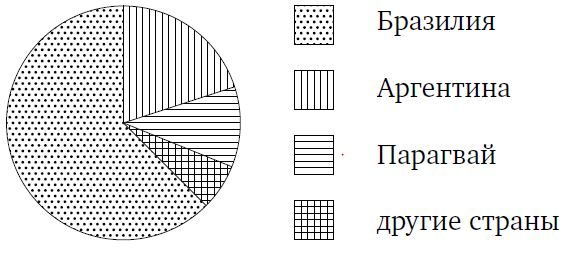 Бразилия
Аргентина
Парагвай
другие страны